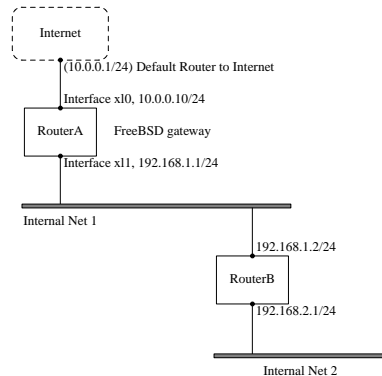 Internet
(10.0.0.1/24) Default Router to Internet
Interface xl0, 10.0.0.10/24
RouterA
FreeBSD gateway
Interface xl1, 192.168.1.1/24
Internal Net 1
192.168.1.2/24
RouterB
192.168.2.1/24
Internal Net 2